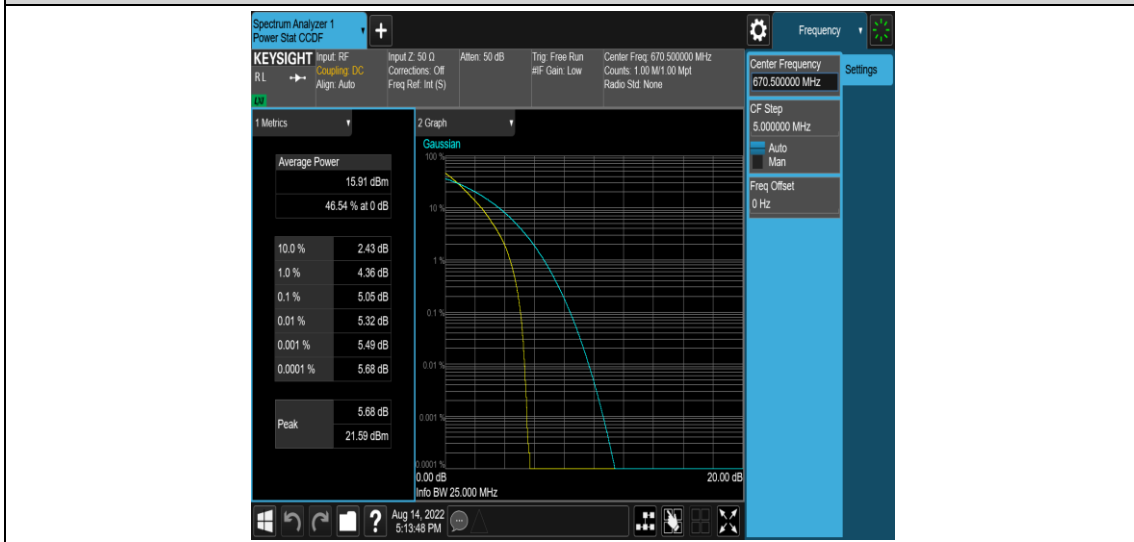 Spectrum Analyzer 1
Power Stat CCDF
Frequency
KEYSIGHT
RL
Input: RF
Coupling: DC
Align: Auto
Input Z: 50 Ω
Corrections: Off
Freq Ref: Int (S)
Atten: 50 dB
Trig: Free Run
#IF Gain: Low
Center Freq: 670.500000 MHz
Counts: 1.00 M/1.00 Mpt
Radio Std: None
Center Frequency
670.500000 MHz
Settings
CF Step
5.000000 MHz
Auto
Man
Freq Offset
0 Hz
1 Metrics
Average Power
15.91 dBm
46.54 % at 0 dB
10.0 % 2.43 dB
1.0 % 4.36 dB
0.1 % 5.05 dB
0.01 % 5.32 dB
0.001 % 5.49 dB
0.0001 % 5.68 dB
Peak
5.68 dB
21.59 dBm
2 Graph
Gaussian
100 %
10 %
1 %
0.1 %
0.01 %
0.001 %
0.0001 %
0.00 dB 20.00 dB
Info BW 25.000 MHz
Aug 14, 2022
5:13:48 PM